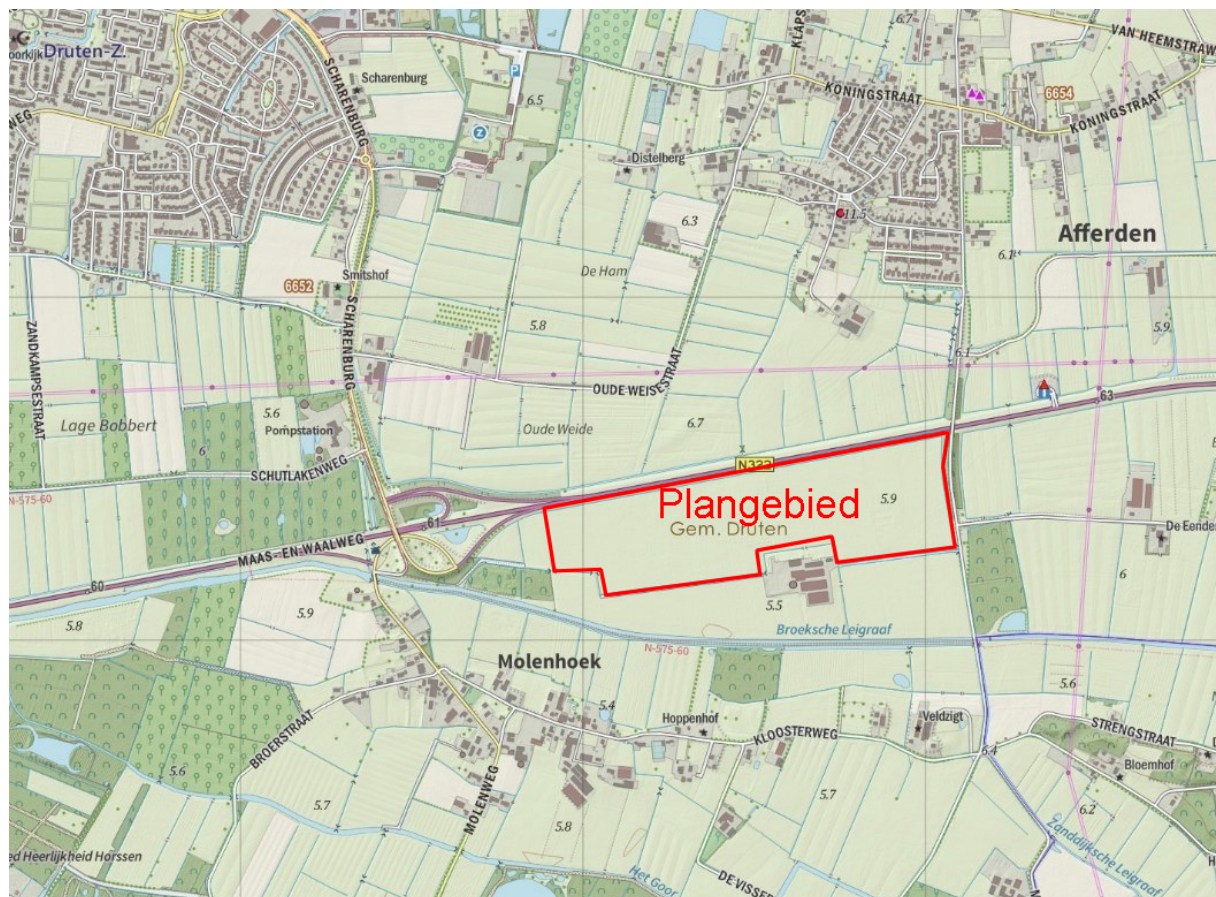 Druten-Z.
SCHARENBURG
Scharenburg
P
6.5
6.7
VAN HEEMSTRAW
KONINGSTRAAT
6654
KONINGSTRAAT
Z
Distelberg
11.5
6.3
Afferden
6.1
De Ham
Smitshof
6652
SCHARENBURG
5.8
5.9
6.1
ZANDKAMPSESTRAAT
OUDE WEISESTRAAT
63
5.6
Lage Bobbert
Pompstation
6
Oude Weide
6.7
SCHUTLAKENWEG
N322
N-575-60
Plangebied
5.9
Gem. Druten
61
MAAS- EN WAALWEG
60
De Eenden
6
5.9
5.5
5.8
Broeksche Leigraaf
N-575-60
Molenhoek
5.6
5.4
Hoppenhof
Veldzigt
KLOOSTERWEG
STRENGSTRAAT
6.4
BROERSTRAAT
Bloemhof
5.6
5.7
MOLENWEG
5.7
6.2
5.8
Zanddijksche Leigraaf
ed Heerlijkheid Horssen
Het Goor
DE VISSER